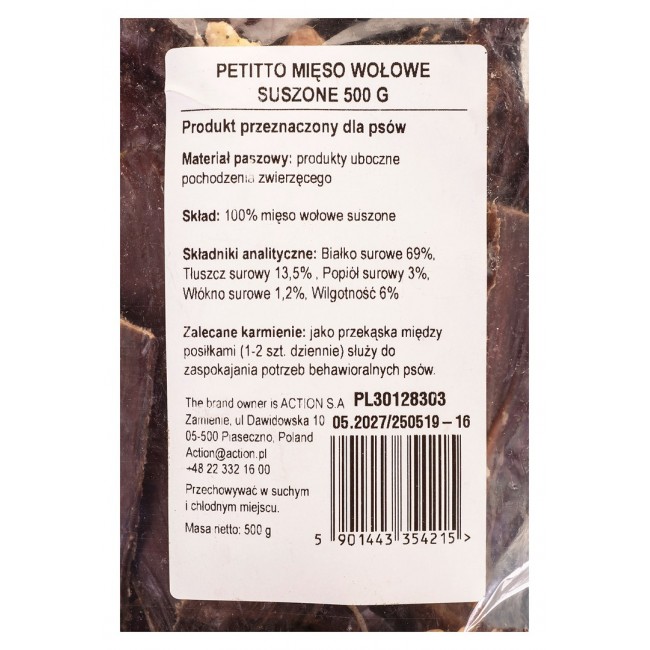 PETITTO MIĘSO WOŁOWE
SUSZONE 500 G
Produkt przeznaczony dla psów
Materiał paszowy: produkty uboczne
pochodzenia zwierzęcego
Skład: 100% mięso wołowe suszone
Składniki analityczne: Białko surowe 69%,
Tłuszcz surowy 13,5% , Popiół surowy 3%,
Włókno surowe 1,2%, Wilgotność 6%
Zalecane karmienie: jako przekąska między
posiłkami (1-2 szt. dziennie) służy do
zaspokajania potrzeb behawioralnych psów.
The brand owner is ACTION S.A PL30128303
Zamienie, ul Dawidowska 10 05.2027/250519 – 16
05-500 Piaseczno, Poland
Action@action.pl
+48 22 332 16 00
Przechowywać w suchym
i chłodnym miejscu.
Masa netto: 500 g
5 901443 354215 >